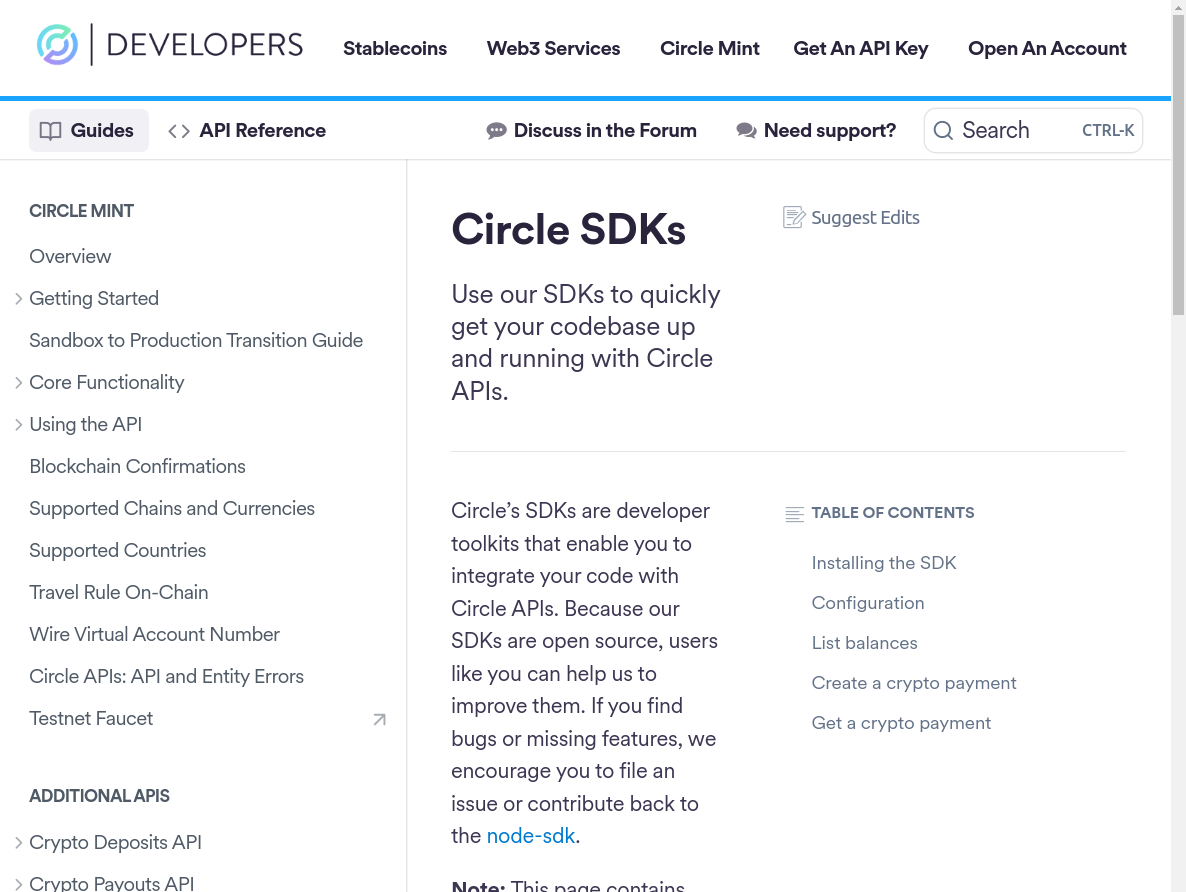 DEVELOPERS
Stablecoins
Web3 Services
Circle Mint
Get An API Key
Open An Account
Guides
API Reference
Discuss in the Forum
Need support?
Search
CTRL-K
CIRCLE MINT
Overview
Getting Started
Sandbox to Production Transition Guide
Core Functionality
Using the API
Blockchain Confirmations
Supported Chains and Currencies
Supported Countries
Travel Rule On-Chain
Wire Virtual Account Number
Circle APIs: API and Entity Errors
Testnet Faucet
ADDITIONAL APIS
Crypto Deposits API
Crypto Payouts API
Circle SDKs
Suggest Edits
Use our SDKs to quickly
get your codebase up
and running with Circle
APIs.
Circle’s SDKs are developer
toolkits that enable you to
integrate your code with
Circle APIs. Because our
SDKs are open source, users
like you can help us to
improve them. If you find
bugs or missing features, we
encourage you to file an
issue or contribute back to
the node-sdk.
Note: This page contains
TABLE OF CONTENTS
Installing the SDK
Configuration
List balances
Create a crypto payment
Get a crypto payment